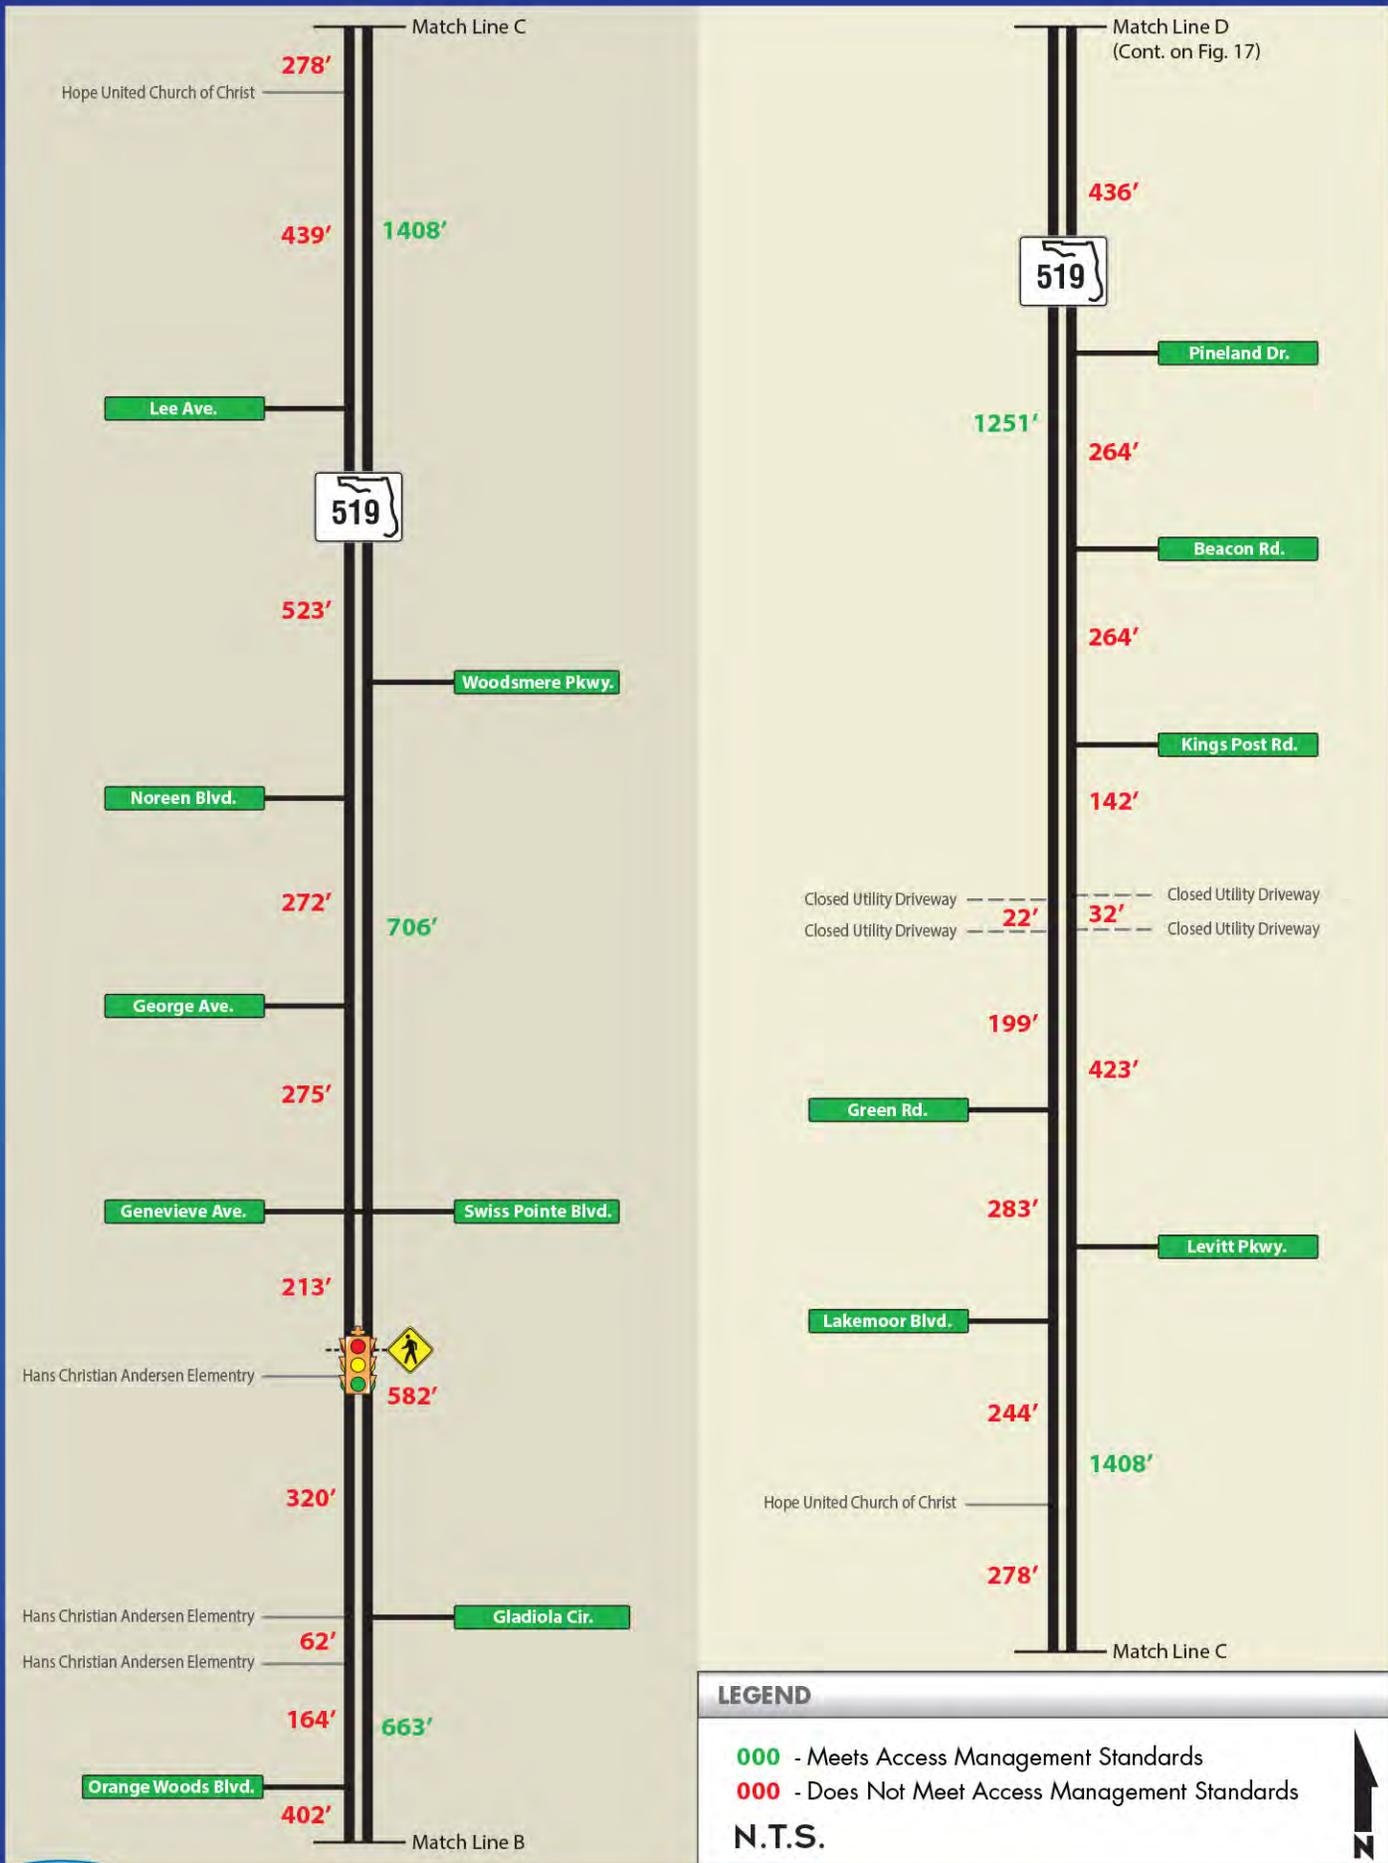 Match Line C
278'
Hope United Church of Christ
439'
1408'
Lee Ave.
519
523'
Woodsmere Pkwy.
Noreen Blvd.
272'
706'
George Ave.
275'
Genevieve Ave.
Swiss Pointe Blvd.
213'
Hans Christian Andersen Elementry
582'
320'
Hans Christian Andersen Elementry
Gladiola Cir.
62'
Hans Christian Andersen Elementry
164'
663'
Orange Woods Blvd.
402'
Match Line B
Match Line D
(Cont. on Fig. 17)
436'
519
Pineland Dr.
1251'
264'
Beacon Rd.
264'
Kings Post Rd.
142'
Closed Utility Driveway
Closed Utility Driveway
22'
32'
Closed Utility Driveway
Closed Utility Driveway
199'
423'
Green Rd.
283'
Levitt Pkwy.
Lakemoor Blvd.
244'
1408'
Hope United Church of Christ
278'
Match Line C
LEGEND
000 - Meets Access Management Standards
000 - Does Not Meet Access Management Standards
N.T.S.
N